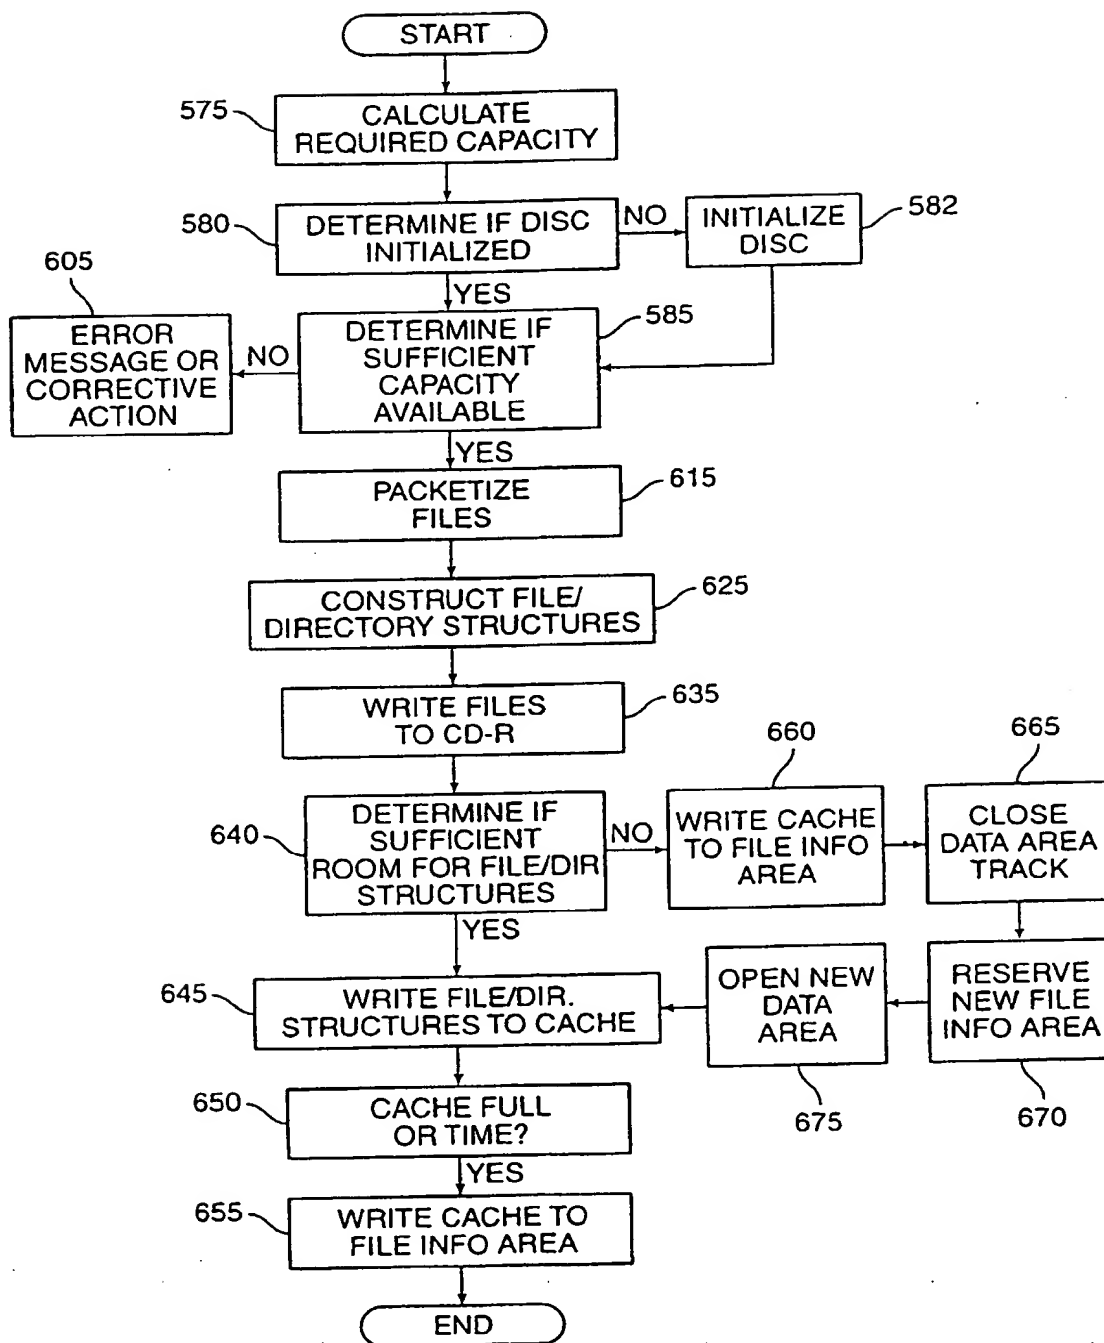 START
575
CALCULATE
REQUIRED CAPACITY
580
DETERMINE IF DISC
INITIALIZED
NO
INITIALIZE
DISC
582
605
YES
ERROR
MESSAGE OR
CORRECTIVE
ACTION
NO
DETERMINE IF
SUFFICIENT
CAPACITY
AVAILABLE
585
YES
PACKETIZE
FILES
615
CONSTRUCT FILE/
DIRECTORY STRUCTURES
625
WRITE FILES
TO CD-R
635
640
DETERMINE IF
SUFFICIENT
ROOM FOR FILE/DIR
STRUCTURES
NO
660
WRITE CACHE
TO FILE INFO
AREA
665
CLOSE
DATA AREA
TRACK
YES
645
WRITE FILE/DIR.
STRUCTURES TO CACHE
OPEN NEW
DATA
AREA
675
RESERVE
NEW FILE
INFO AREA
670
650
CACHE FULL
OR TIME?
YES
655
WRITE CACHE TO
FILE INFO AREA
END